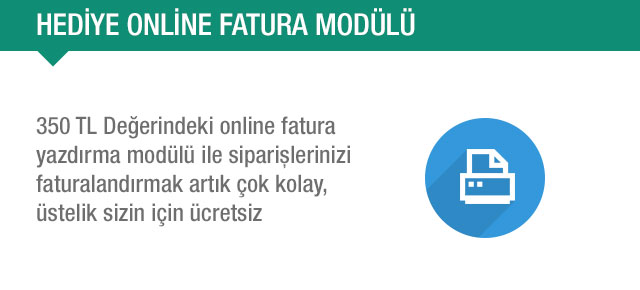 HEDİYE ONLİNE FATURA MODÜLÜ
350 TL Değerindeki online fatura
yazdırma modülü ile siparişlerinizi
faturalandırmak artık çok kolay,
üstelik sizin için ücretsiz